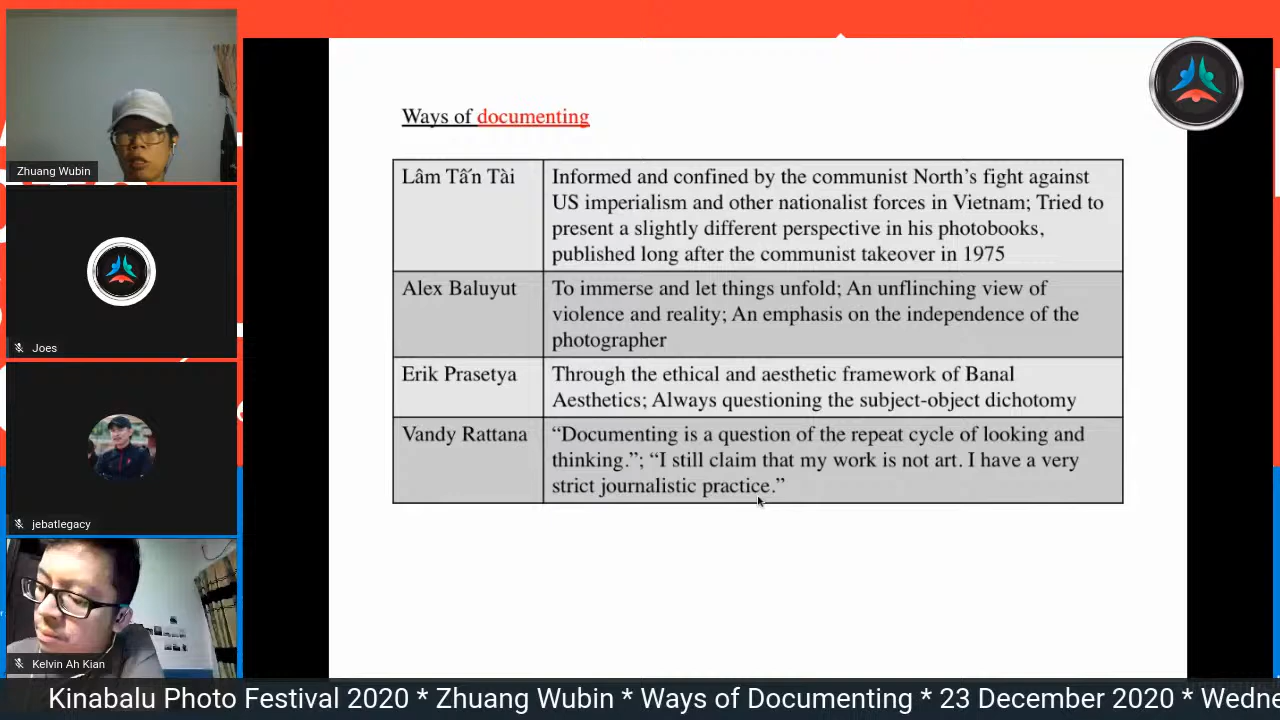 Zhuang Wubin
Joes
jebatlegacy
Kelvin Ah Kian
Ways of documenting
Lâm Tấn Tài
Informed and confined by the communist North’s fight against
US imperialism and other nationalist forces in Vietnam; Tried to
present a slightly different perspective in his photobooks,
published long after the communist takeover in 1975
Alex Baluyut
To immerse and let things unfold; An unflinching view of
violence and reality; An emphasis on the independence of the
photographer
Erik Prasetya
Through the ethical and aesthetic framework of Banal
Aesthetics; Always questioning the subject-object dichotomy
Vandy Rattana
“Documenting is a question of the repeat cycle of looking and
thinking.”; “I still claim that my work is not art. I have a very
strict journalistic practice.”
Kinabalu Photo Festival 2020 * Zhuang Wubin * Ways of Documenting * 23 December 2020 * Wedne